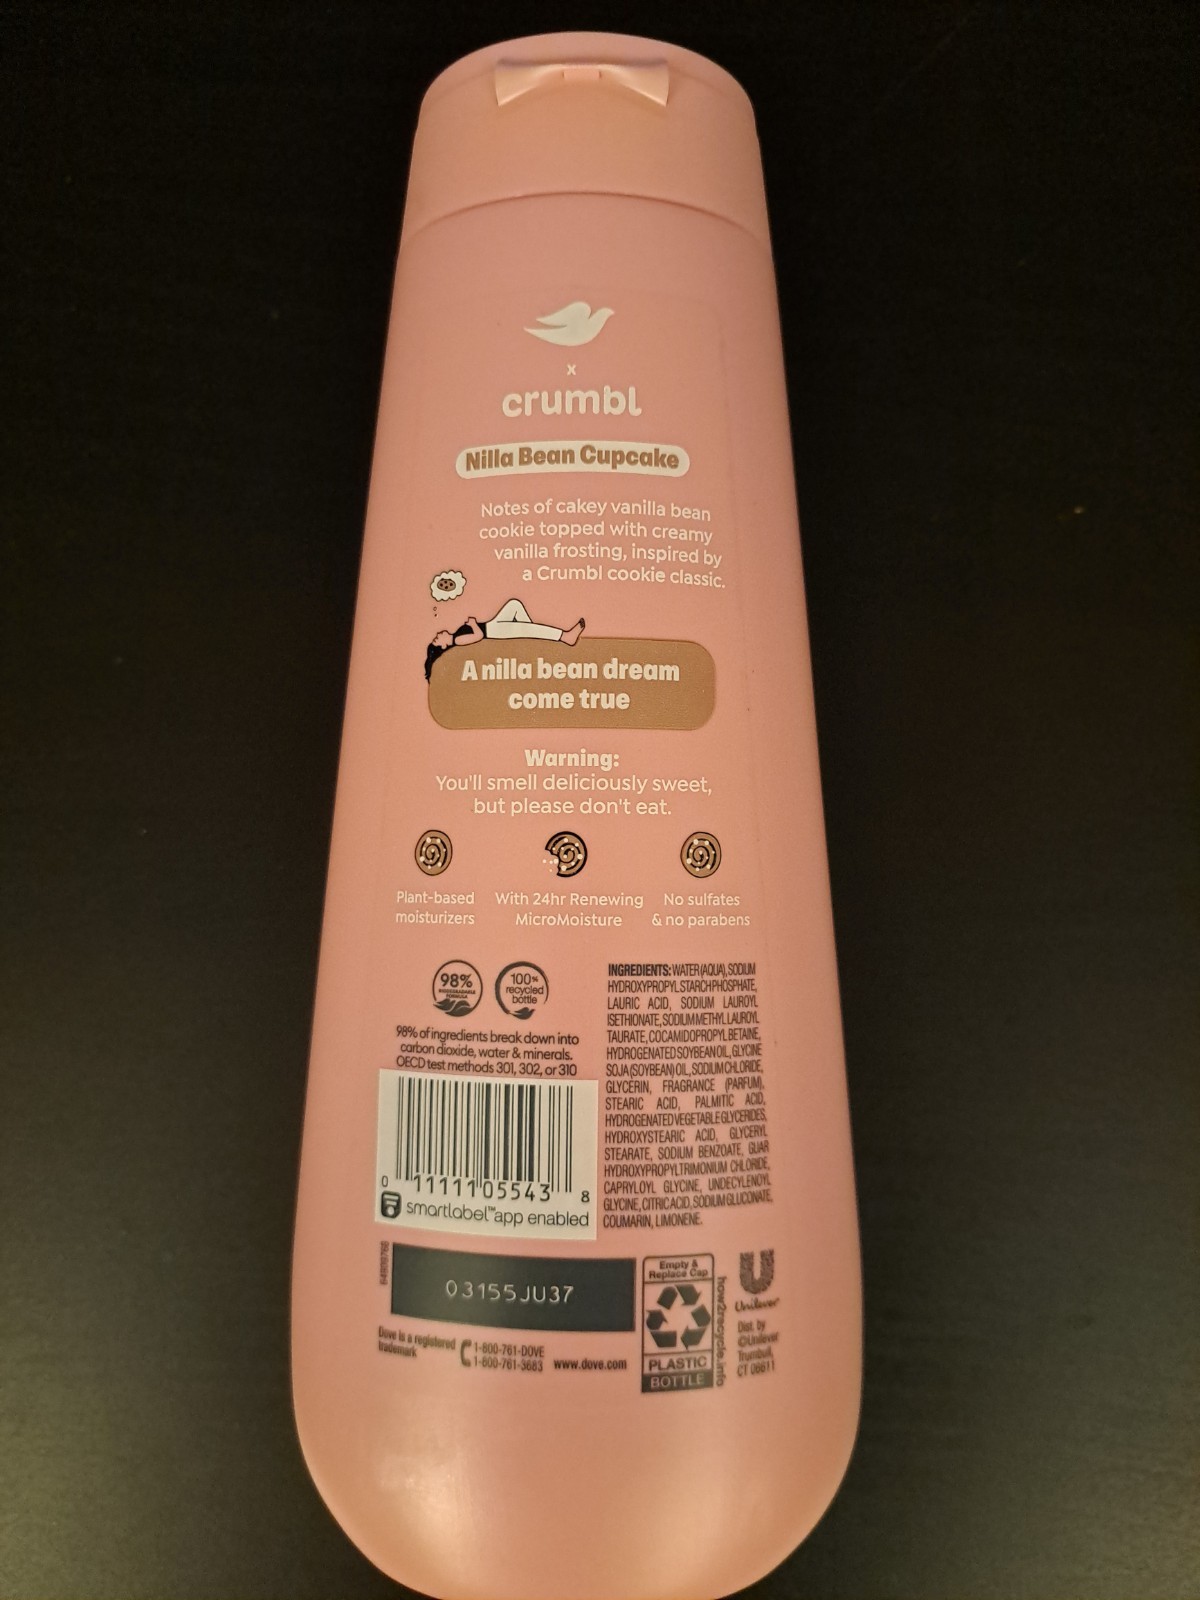 x
crumbl
Nilla Bean Cupcake
Notes of cakey vanilla bean
cookie topped with creamy
vanilla frosting, inspired by
a Crumbl cookie classic.
A nilla bean dream
come true
Warning:
You'll smell deliciously sweet,
but please don't eat.
Plant-based
moisturizers
With 24hr Renewing
MicroMoisture
No sulfates
& no parabens
98%
BIODEGRADABLE
FORMULA
100%
recycled
bottle
98% of ingredients break down into
carbon dioxide, water & minerals.
OECD test methods 301, 302, or 310
INGREDIENTS: WATER (AQUA), SODIUM
HYDROXYPROPYL STARCH PHOSPHATE,
LAURIC ACID, SODIUM LAUROYL
ISETHIONATE, SODIUM METHYL LAUROYL
TAURATE, COCAMIDOPROPYL BETAINE,
HYDROGENATED SOYBEAN OIL, GLYCINE
SOJA (SOYBEAN) OIL, SODIUM CHLORIDE,
GLYCERIN, FRAGRANCE (PARFUM),
STEARIC ACID, PALMITIC ACID,
HYDROGENATED VEGETABLE GLYCERIDES,
HYDROXYSTEARIC ACID, GLYCERYL
STEARATE, SODIUM BENZOATE, GUAR
HYDROXYPROPYLTRIMONIUM CHLORIDE,
CAPRYLOYL GLYCINE, UNDECYLENOYL
GLYCINE, CITRIC ACID, SODIUM GLUCONATE,
COUMARIN, LIMONENE.
0 11111 05543 8
smartlabel™ app enabled
03155JU37
Dove is a registered
trademark
1-800-761-DOVE
1-800-761-3683
www.dove.com
Empty &
Replace Cap
PLASTIC
BOTTLE
how2recycle.info
Unilever
Dist. by
©Unilever
Trumbull,
CT 06611